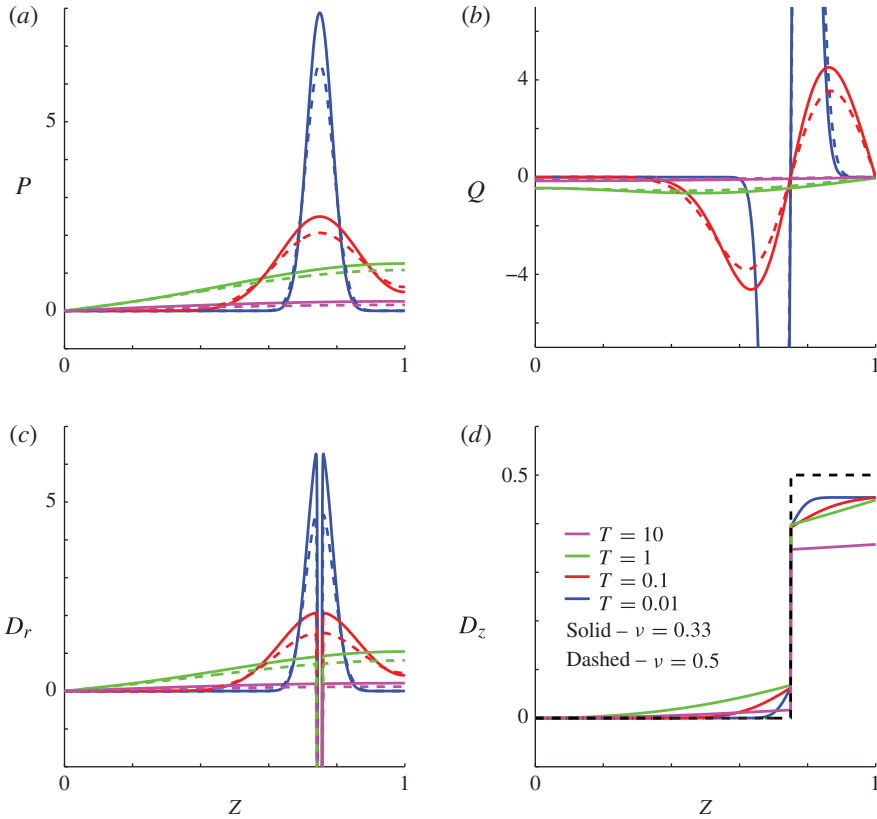 (a)
5
P
0
0
1
(b)
4
0
Q
−4
0
1
(c)
5
D_r
0
0
1
Z
(d)
0.5
T = 10
T = 1
T = 0.1
T = 0.01
D_z
Solid – ν = 0.33
Dashed – ν = 0.5
0
0
1
Z